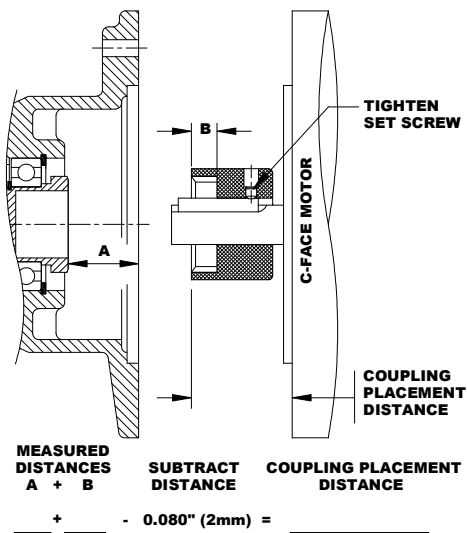 B
TIGHTEN
SET SCREW
C-FACE MOTOR
A
COUPLING
PLACEMENT
DISTANCE
MEASURED
DISTANCES
A + B
SUBTRACT
DISTANCE
COUPLING PLACEMENT
DISTANCE
+ - 0.080" (2mm) =